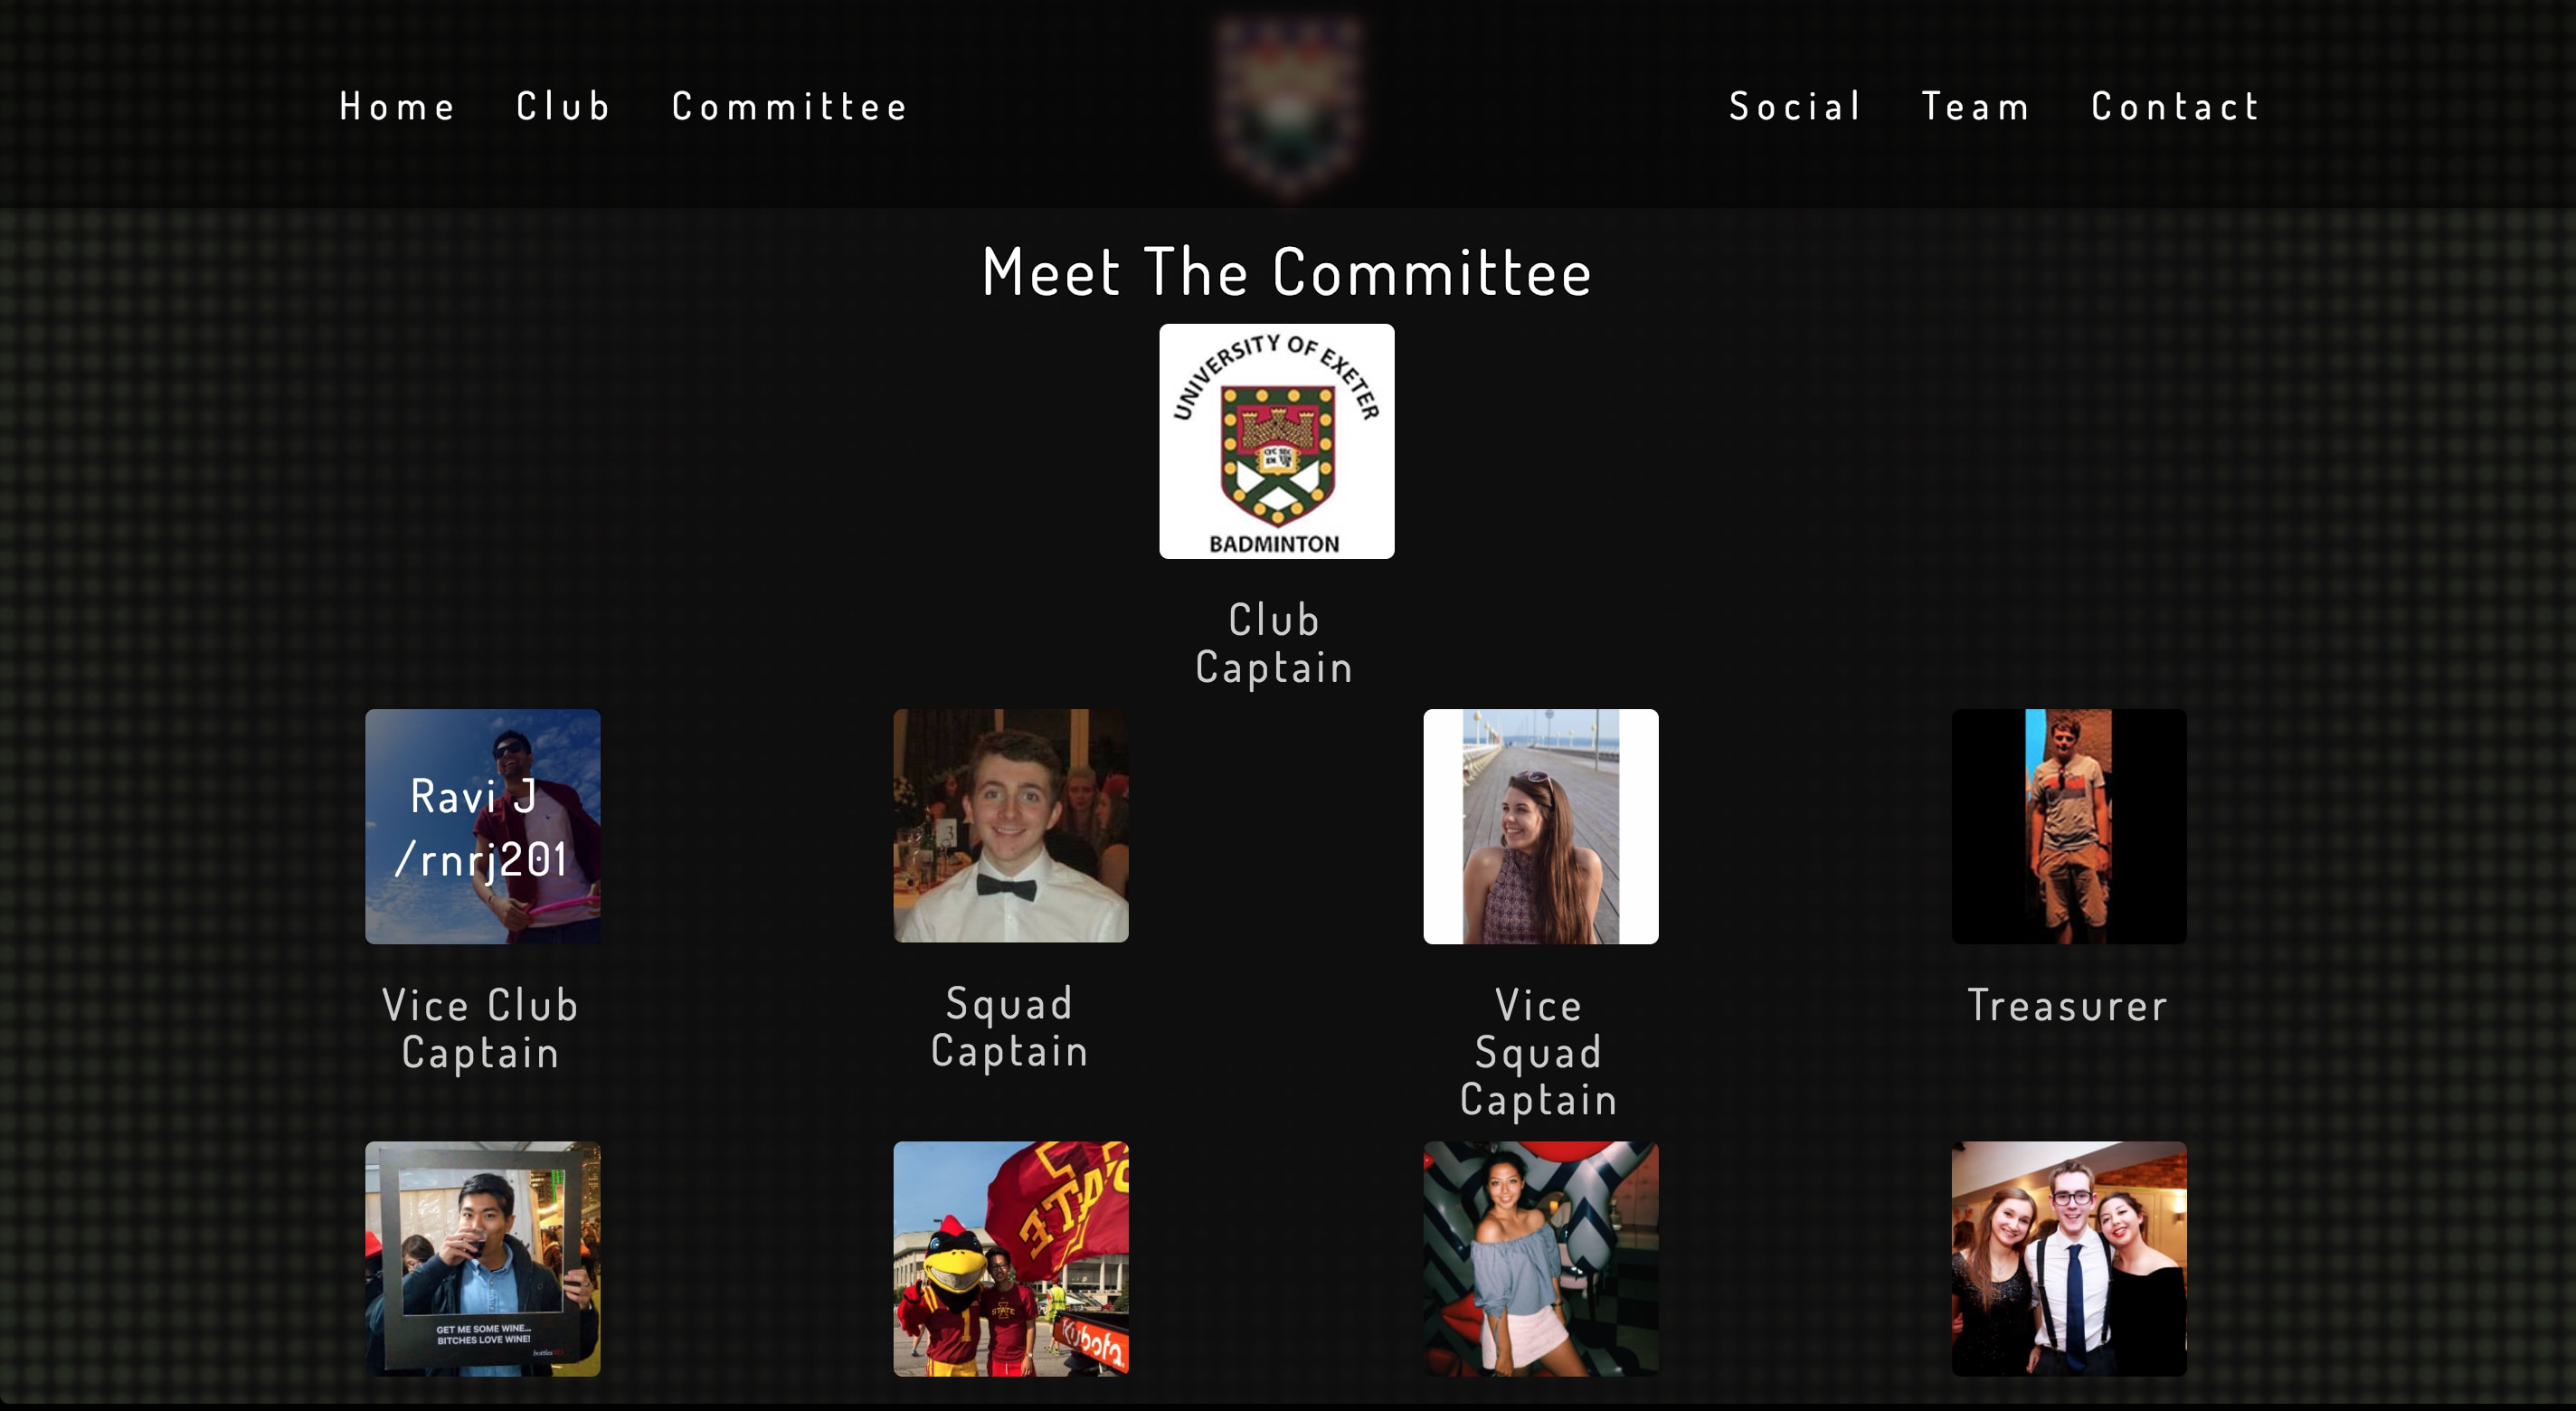 Home Club Committee
Social Team Contact
Meet The Committee
UNIVERSITY OF EXETER
BADMINTON
Club
Captain
Ravi J
/rnrj201
Vice Club
Captain
Squad
Captain
Vice
Squad
Captain
Treasurer
GET ME SOME WINE...
BITCHES LOVE WINE!
STATE
Kubota